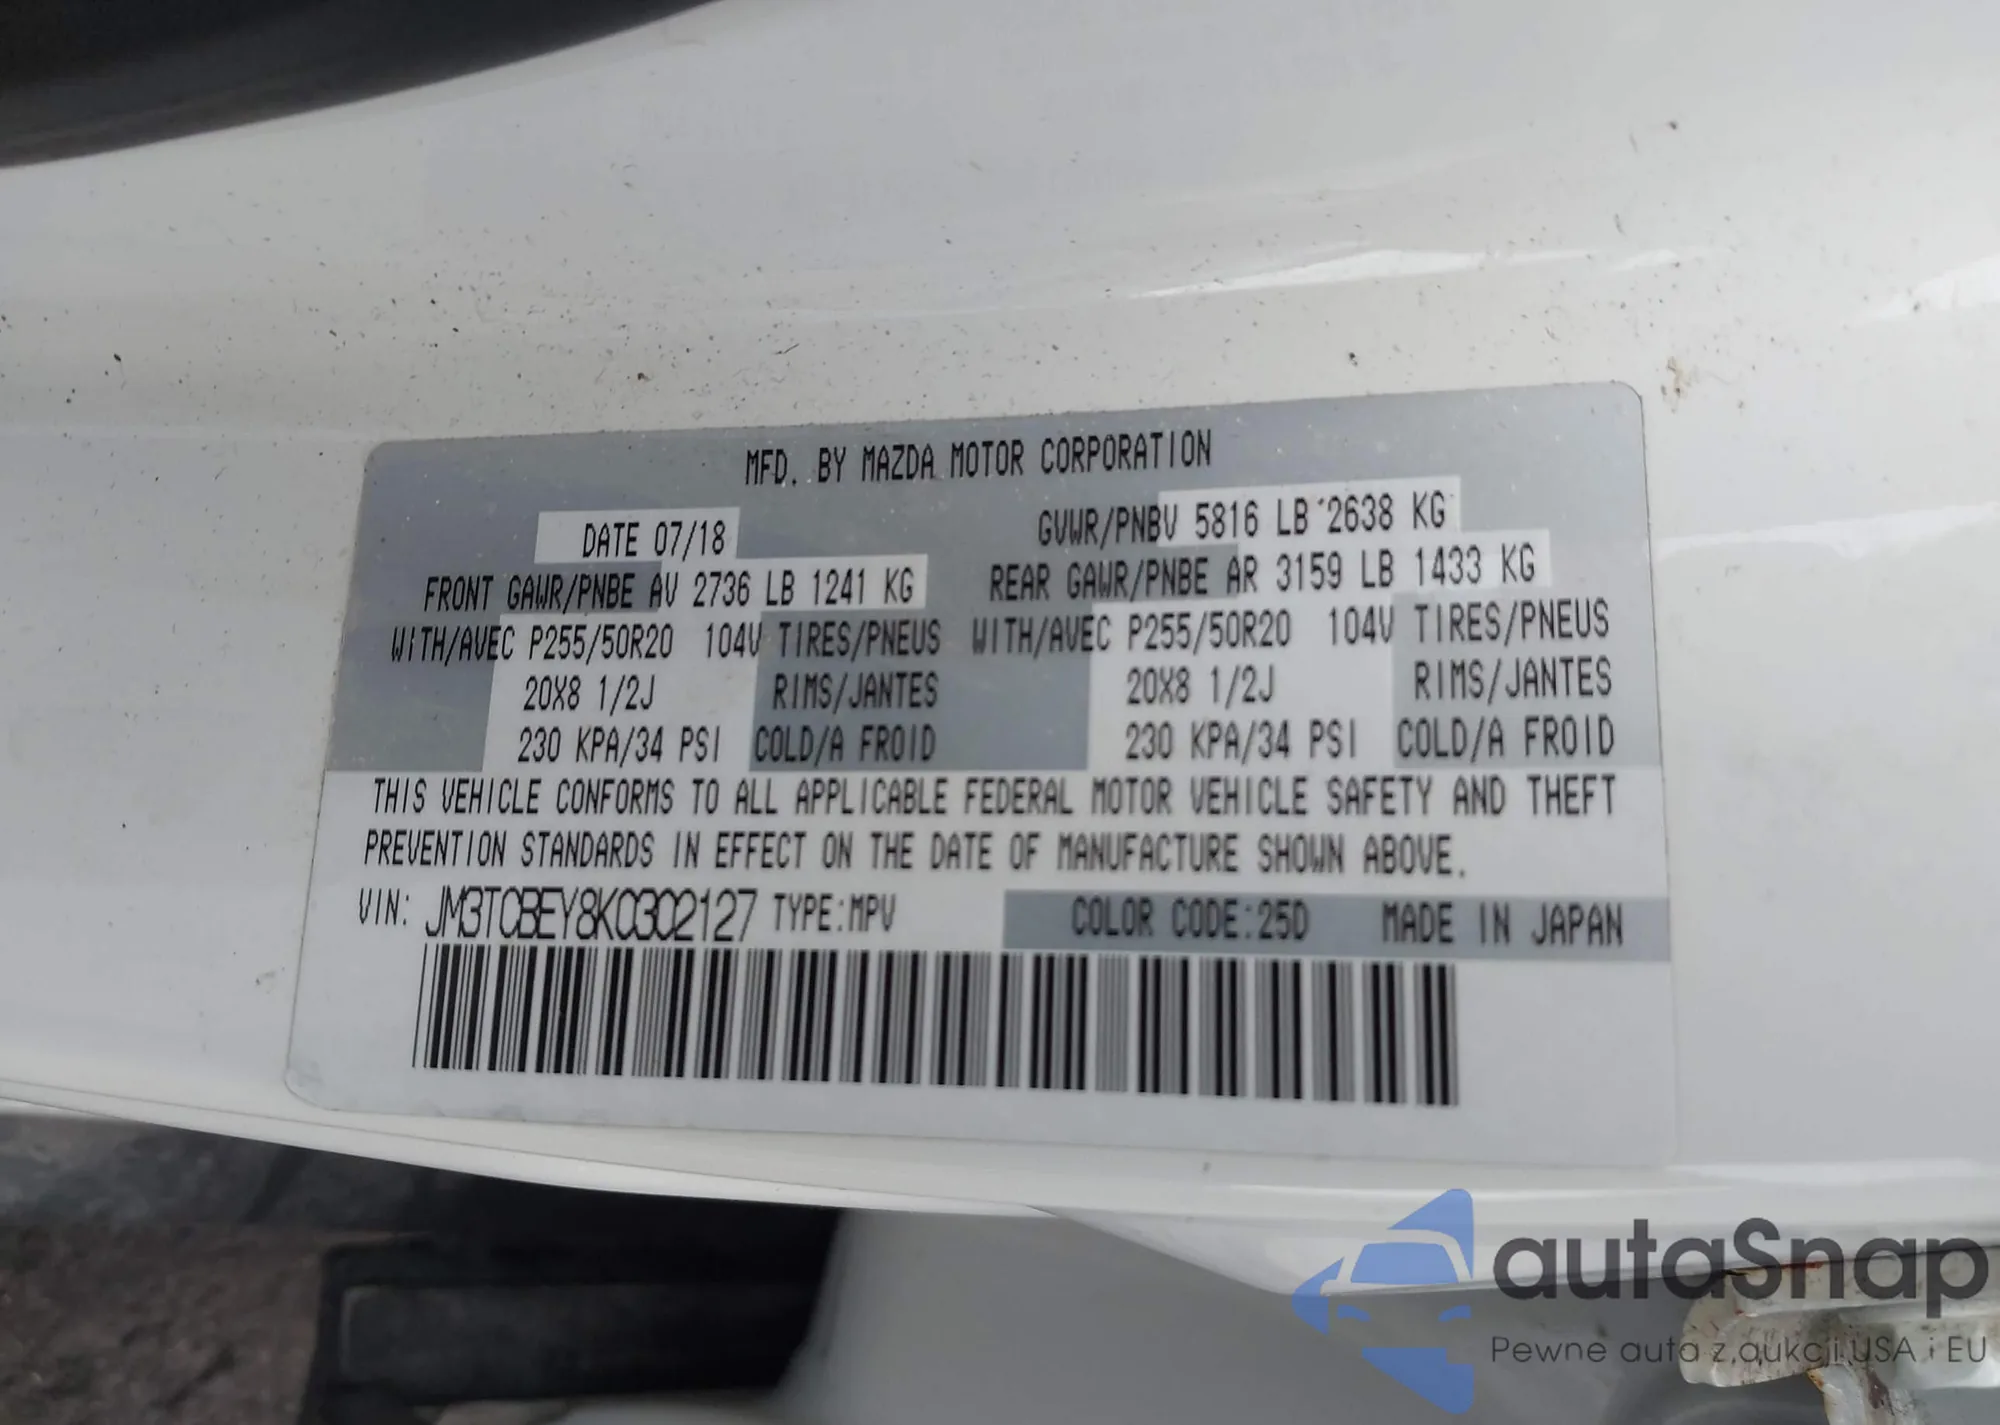 MFD. BY MAZDA MOTOR CORPORATION
DATE 07/18 GVWR/PNBV 5816 LB 2638 KG
FRONT GAWR/PNBE AV 2736 LB 1241 KG REAR GAWR/PNBE AR 3159 LB 1433 KG
WITH/AVEC P255/50R20 104V TIRES/PNEUS WITH/AVEC P255/50R20 104V TIRES/PNEUS
20X8 1/2J RIMS/JANTES 20X8 1/2J RIMS/JANTES
230 KPA/34 PSI COLD/A FROID 230 KPA/34 PSI COLD/A FROID
THIS VEHICLE CONFORMS TO ALL APPLICABLE FEDERAL MOTOR VEHICLE SAFETY AND THEFT
PREVENTION STANDARDS IN EFFECT ON THE DATE OF MANUFACTURE SHOWN ABOVE.
VIN: JM3TCBEY8K0302127 TYPE:MPV COLOR CODE:25D MADE IN JAPAN
autaSnap
Pewne auta z aukcji USA i EU